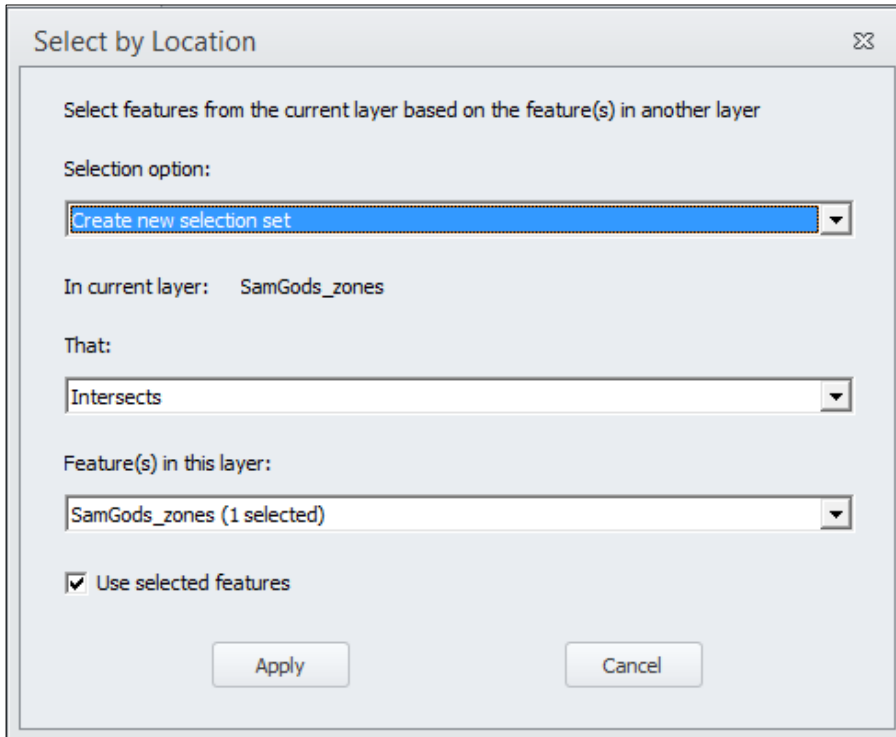 Select by Location
Select features from the current layer based on the feature(s) in another layer
Selection option:
Create new selection set
In current layer: SamGods_zones
That:
Intersects
Feature(s) in this layer:
SamGods_zones (1 selected)
Use selected features
Apply Cancel